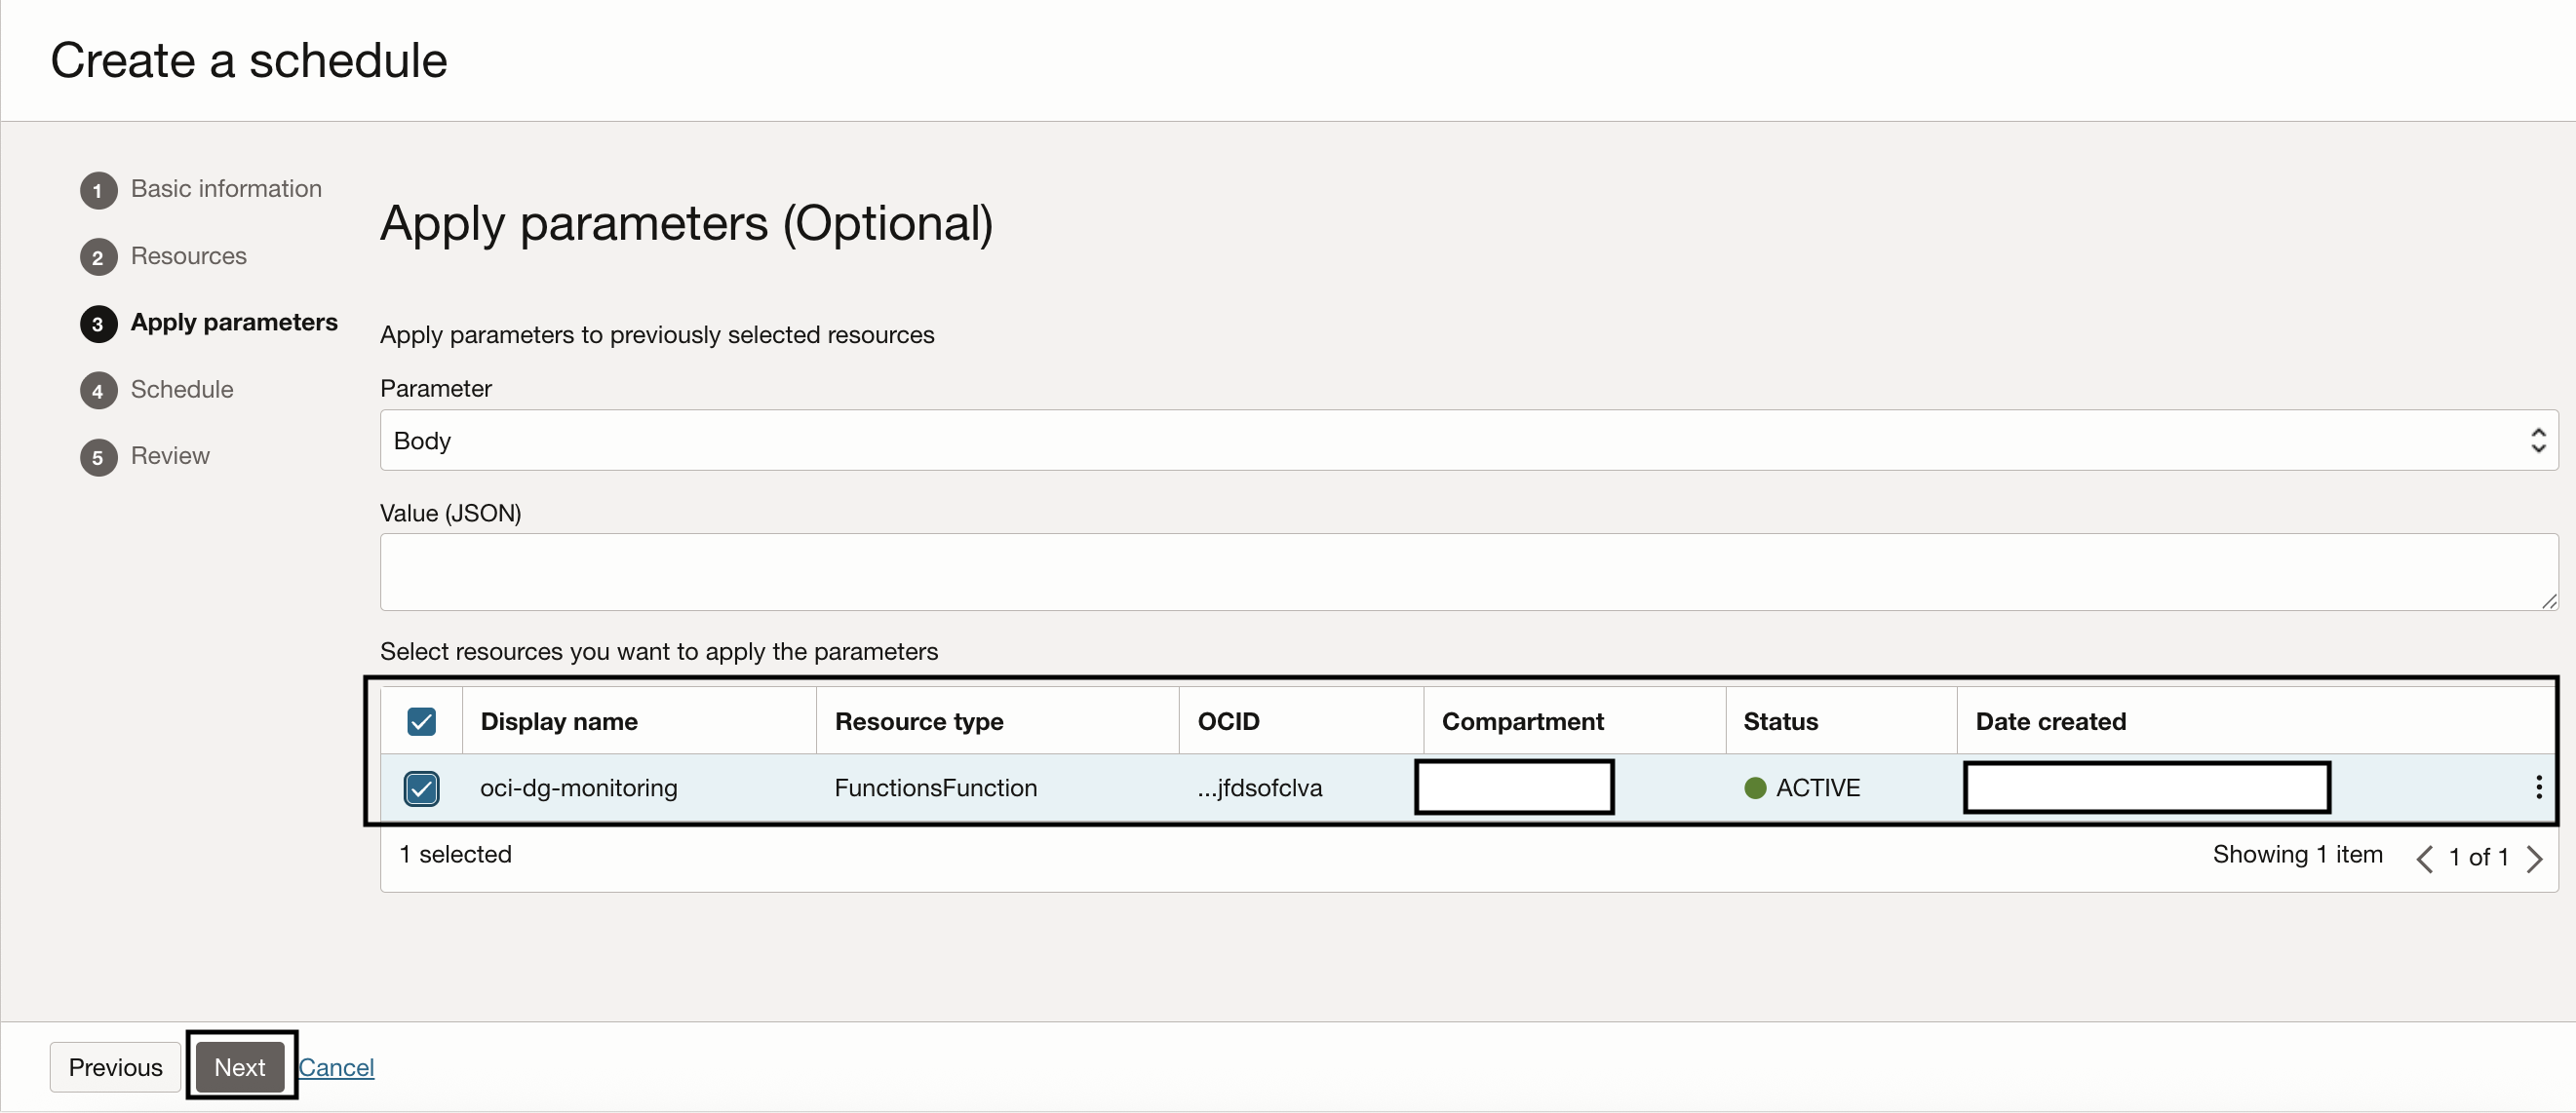 Create a schedule
1 Basic information
2 Resources
3 Apply parameters
4 Schedule
5 Review
Apply parameters (Optional)
Apply parameters to previously selected resources
Parameter
Body
Value (JSON)
Select resources you want to apply the parameters
Display name Resource type OCID Compartment Status Date created
oci-dg-monitoring FunctionsFunction ...jfdsofclva ACTIVE
1 selected Showing 1 item 1 of 1
Previous Next Cancel